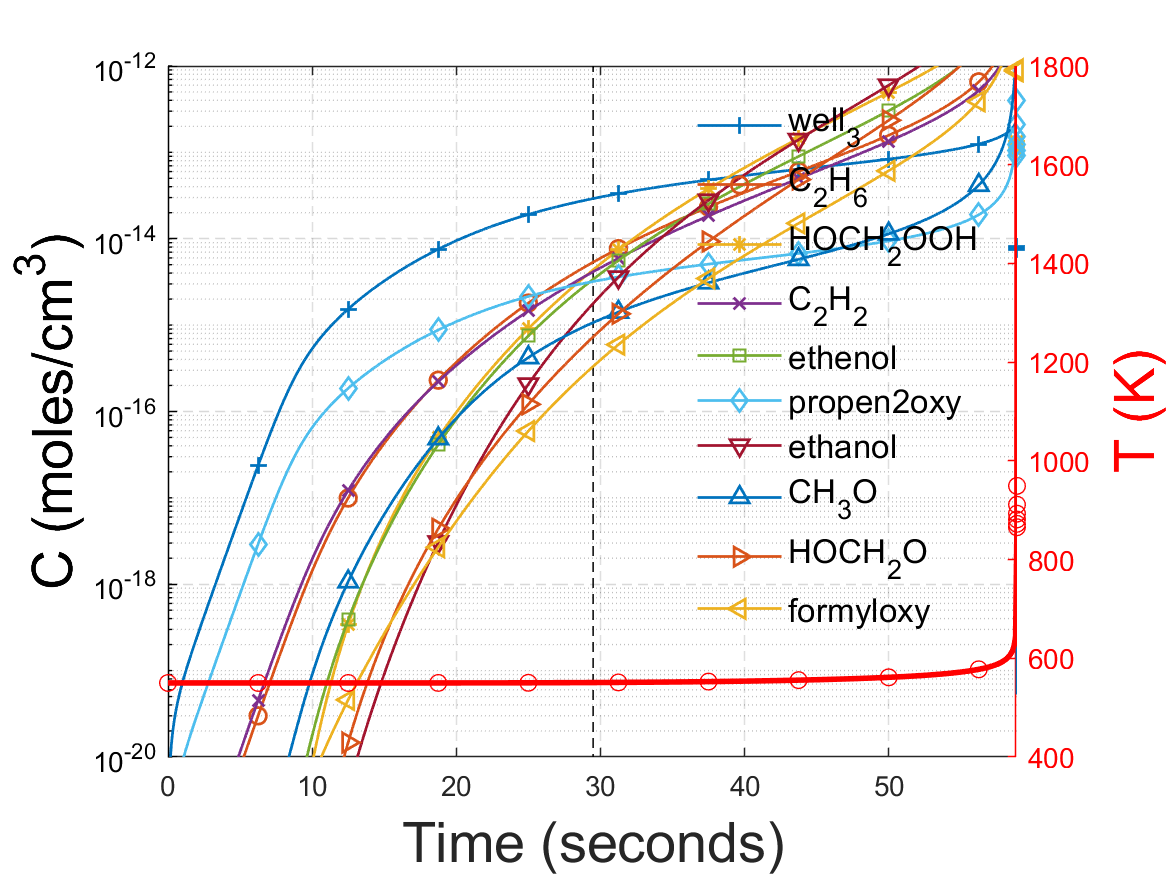 10^-12
10^-14
10^-16
10^-18
10^-20
C (moles/cm^3)
0 10 20 30 40 50
Time (seconds)
1800
1600
1400
1200
1000
800
600
400
T (K)
well_3
C_2H_6
HOCH_2OOH
C_2H_2
ethenol
propen2oxy
ethanol
CH_3O
HOCH_2O
formyloxy